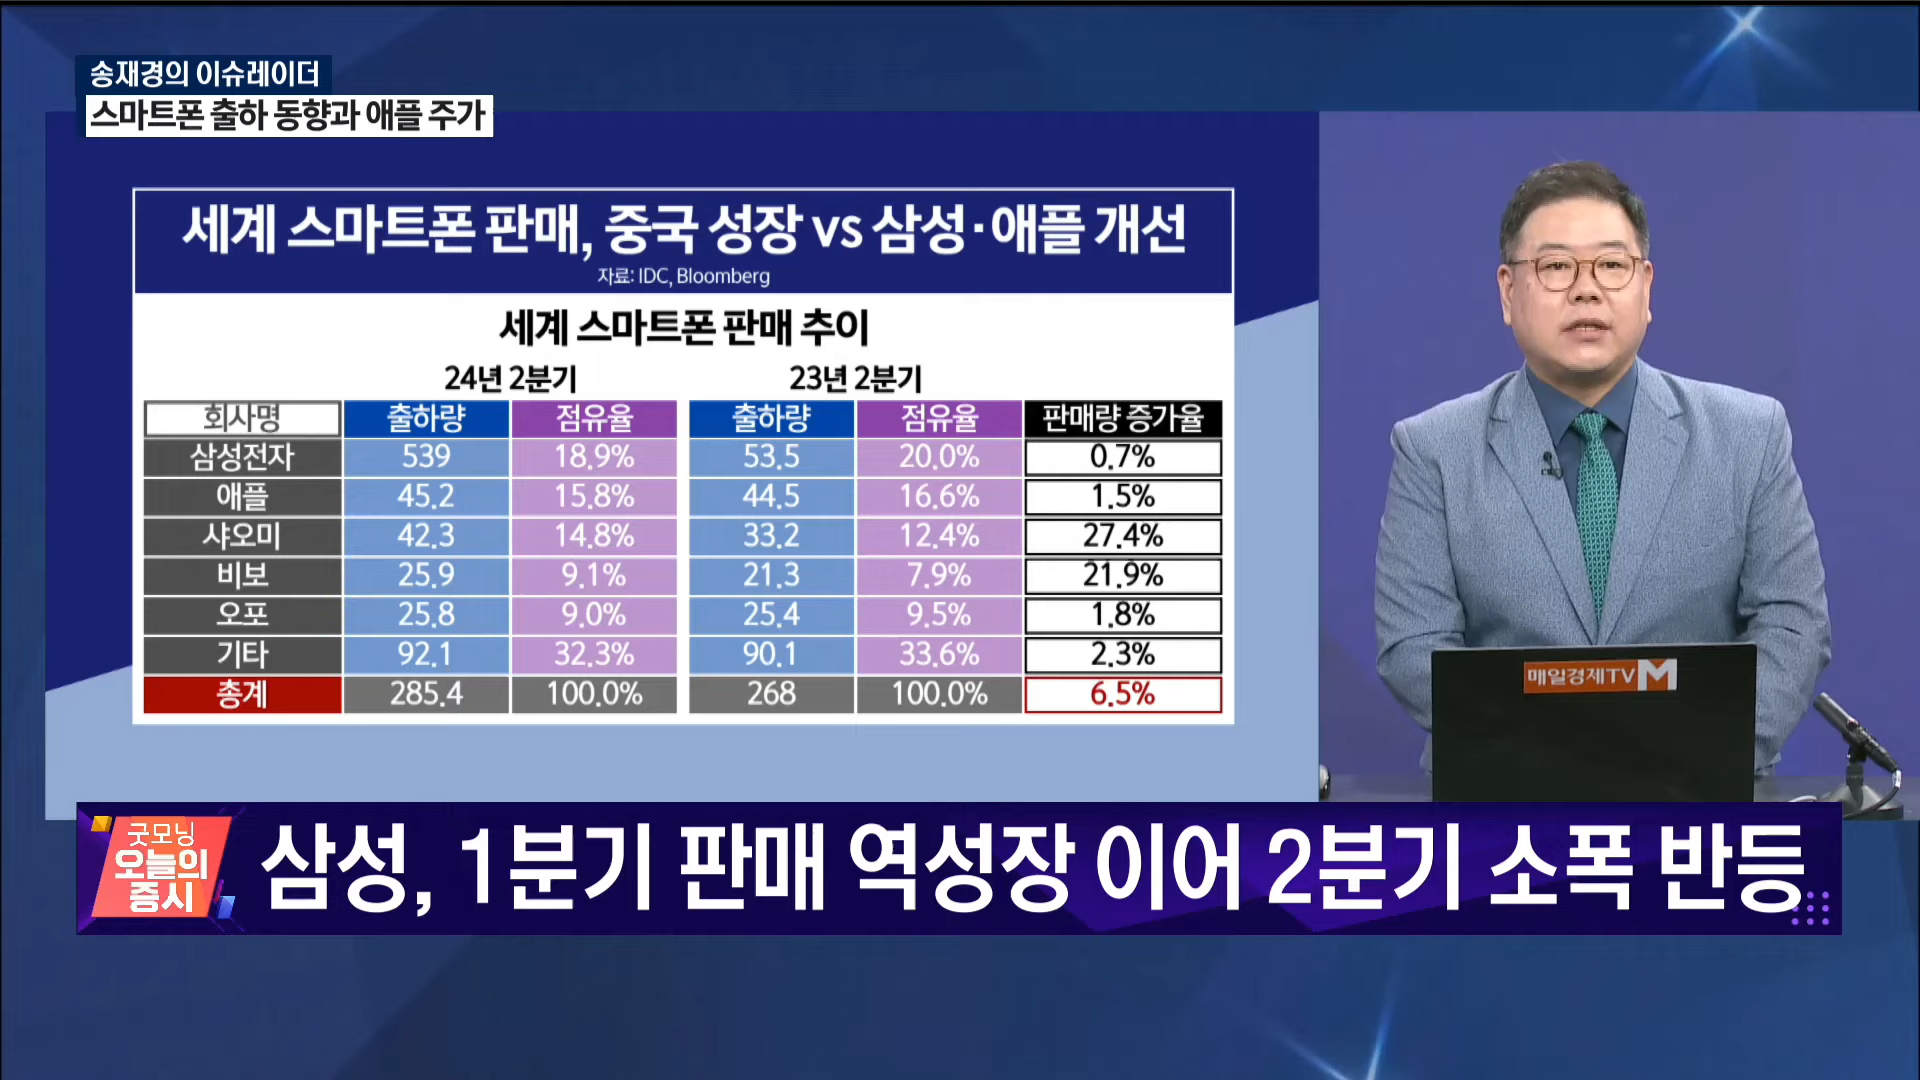 송재경의 이슈레이더
스마트폰 출하 동향과 애플 주가
세계 스마트폰 판매, 중국 성장 vs 삼성·애플 개선
자료: IDC, Bloomberg
세계 스마트폰 판매 추이
24년 2분기 23년 2분기
회사명 출하량 점유율 출하량 점유율 판매량 증가율
삼성전자 539 18.9% 53.5 20.0% 0.7%
애플 45.2 15.8% 44.5 16.6% 1.5%
샤오미 42.3 14.8% 33.2 12.4% 27.4%
비보 25.9 9.1% 21.3 7.9% 21.9%
오포 25.8 9.0% 25.4 9.5% 1.8%
기타 92.1 32.3% 90.1 33.6% 2.3%
총계 285.4 100.0% 268 100.0% 6.5%
매일경제TV M
굿모닝
오늘의
증시
삼성, 1분기 판매 역성장 이어 2분기 소폭 반등